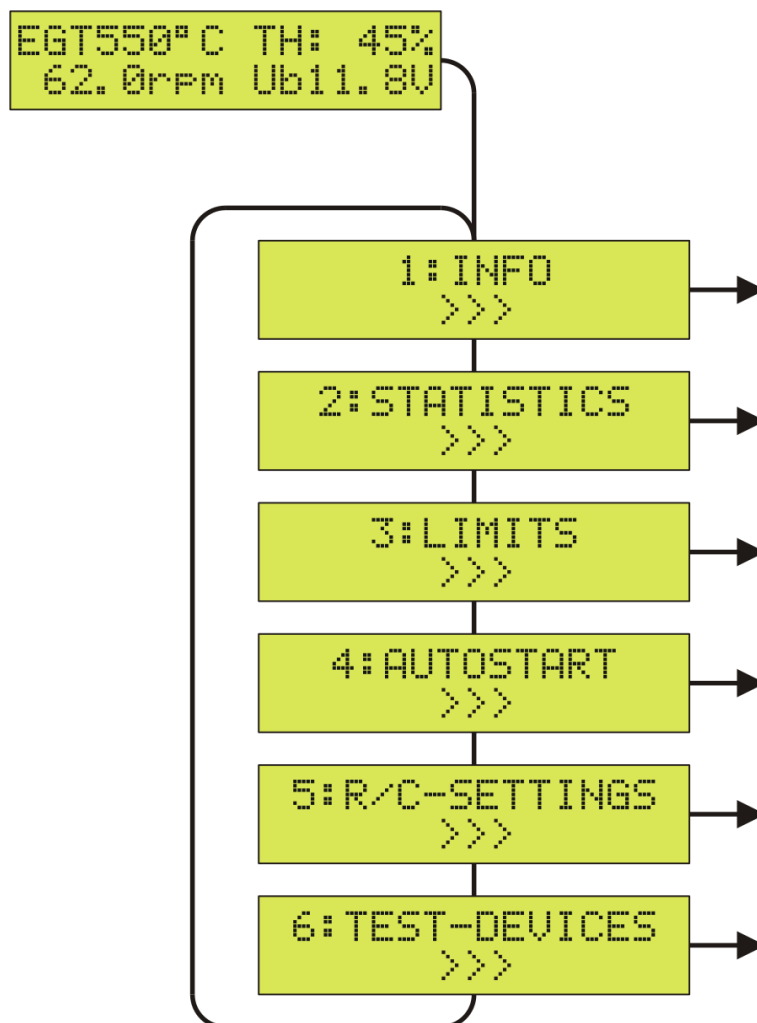 EGT550°C TH: 45%
62.0rpm Ub11.8V
1:INFO
>>>
2:STATISTICS
>>>
3:LIMITS
>>>
4:AUTOSTART
>>>
5:R/C-SETTINGS
>>>
6:TEST-DEVICES
>>>